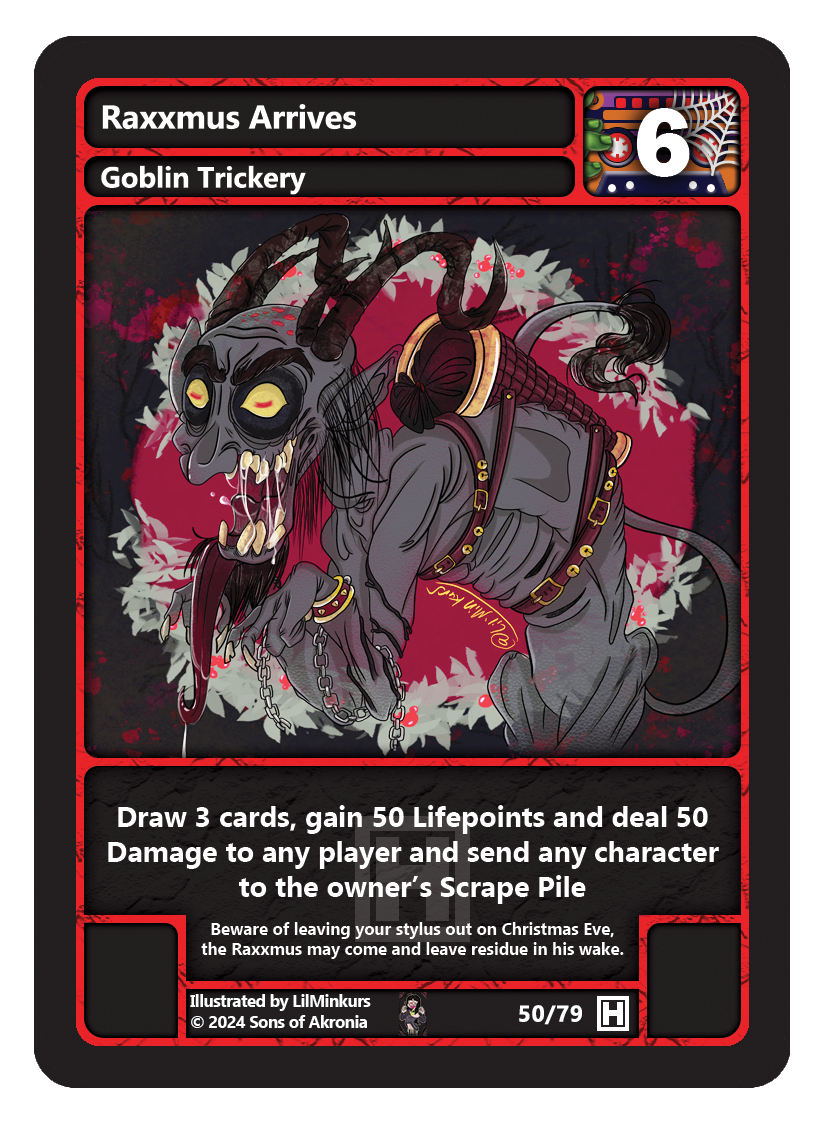 Raxxmus Arrives
6
Goblin Trickery
©LilMinkurs
Draw 3 cards, gain 50 Lifepoints and deal 50
Damage to any player and send any character
to the owner’s Scrape Pile
Beware of leaving your stylus out on Christmas Eve,
the Raxxmus may come and leave residue in his wake.
Illustrated by LilMinkurs
© 2024 Sons of Akronia
50/79 H